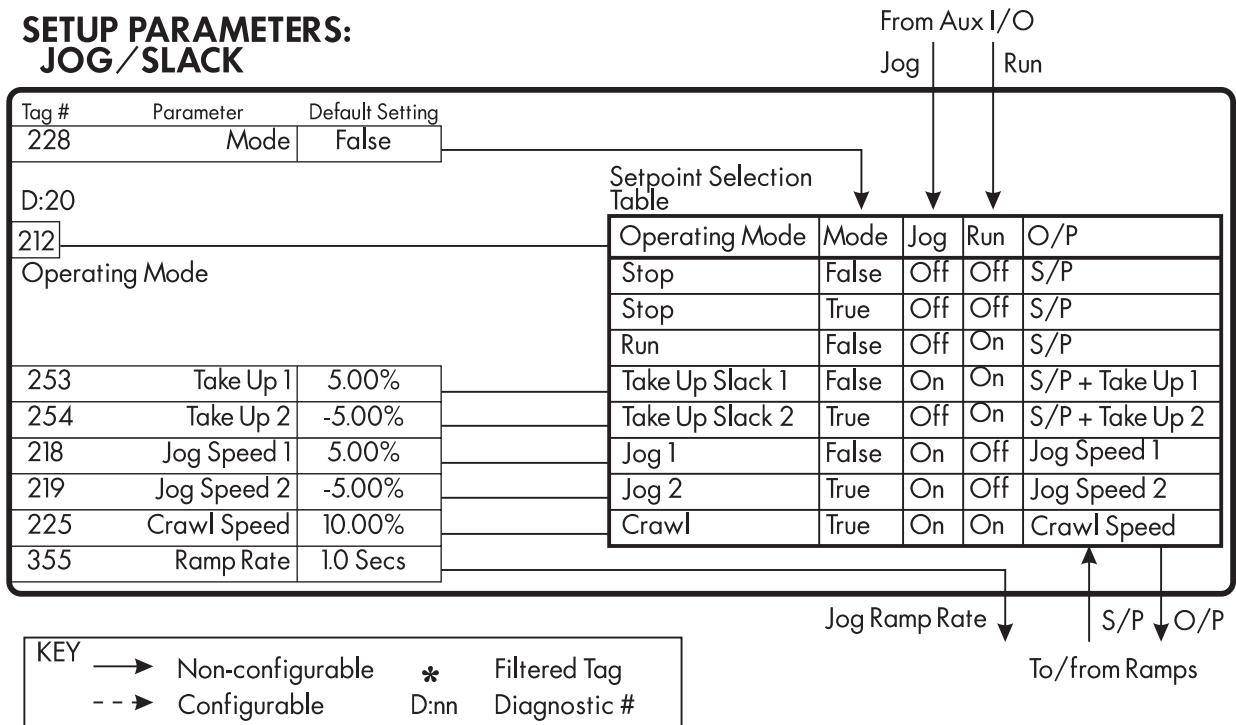 SETUP PARAMETERS:
JOG/SLACK
From Aux I/O
Jog Run
Tag # Parameter Default Setting
228 Mode False
D:20
212
Operating Mode
Setpoint Selection
Table
Operating Mode Mode Jog Run O/P
Stop False Off Off S/P
Stop True Off Off S/P
Run False Off On S/P
Take Up Slack 1 False On On S/P + Take Up 1
Take Up Slack 2 True Off On S/P + Take Up 2
Jog 1 False On Off Jog Speed 1
Jog 2 True On Off Jog Speed 2
Crawl True On On Crawl Speed
253 Take Up 1 5.00%
254 Take Up 2 -5.00%
218 Jog Speed 1 5.00%
219 Jog Speed 2 -5.00%
225 Crawl Speed 10.00%
355 Ramp Rate 1.0 Secs
Jog Ramp Rate S/P O/P
To/from Ramps
KEY
Non-configurable * Filtered Tag
Configurable D:nn Diagnostic #